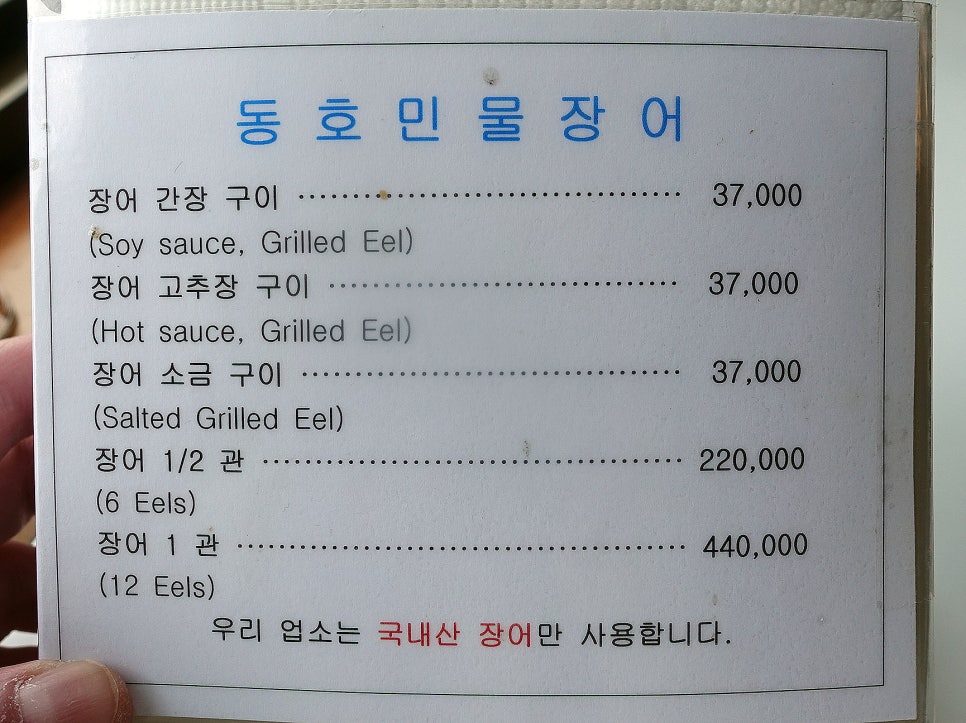 동호민물장어
장어 간장 구이 ⋯⋯⋯⋯⋯⋯⋯⋯⋯⋯⋯⋯ 37,000
(Soy sauce, Grilled Eel)
장어 고추장 구이 ⋯⋯⋯⋯⋯⋯⋯⋯⋯⋯⋯⋯ 37,000
(Hot sauce, Grilled Eel)
장어 소금 구이 ⋯⋯⋯⋯⋯⋯⋯⋯⋯⋯⋯⋯ 37,000
(Salted Grilled Eel)
장어 1/2 관 ⋯⋯⋯⋯⋯⋯⋯⋯⋯⋯⋯⋯ 220,000
(6 Eels)
장어 1 관 ⋯⋯⋯⋯⋯⋯⋯⋯⋯⋯⋯⋯ 440,000
(12 Eels)
우리 업소는 국내산 장어만 사용합니다.